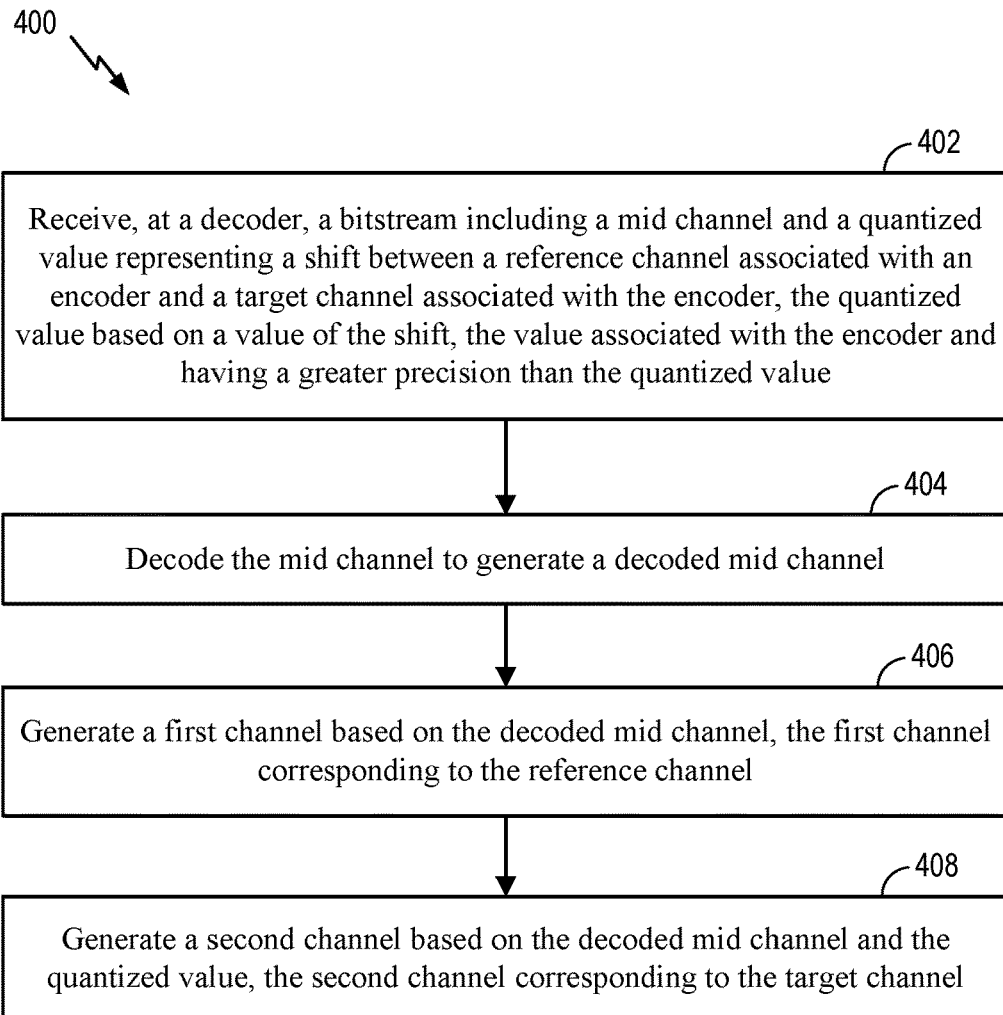 400
402
Receive, at a decoder, a bitstream including a mid channel and a quantized
value representing a shift between a reference channel associated with an
encoder and a target channel associated with the encoder, the quantized
value based on a value of the shift, the value associated with the encoder and
having a greater precision than the quantized value
404
Decode the mid channel to generate a decoded mid channel
406
Generate a first channel based on the decoded mid channel, the first channel
corresponding to the reference channel
408
Generate a second channel based on the decoded mid channel and the
quantized value, the second channel corresponding to the target channel